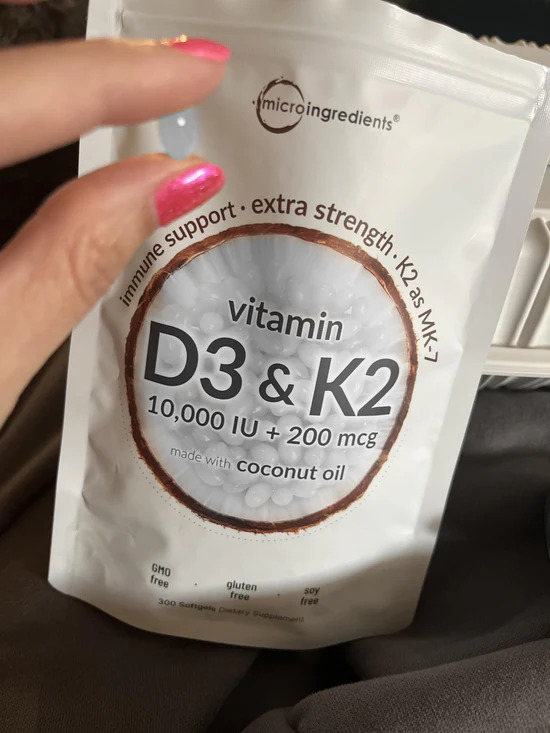 microingredients®
immune support · extra strength · K2 as MK-7
vitamin
D3 & K2
10,000 IU + 200 mcg
made with coconut oil
GMO free · gluten free · soy free
300 Softgels Dietary Supplement